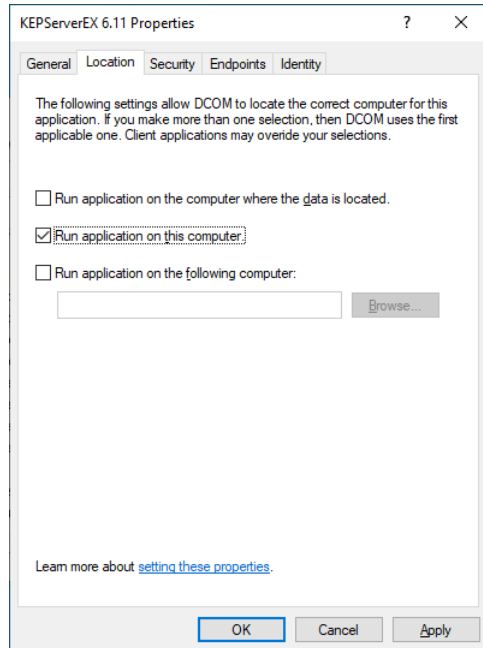 KEPServerEX 6.11 Properties ? ×
General Location Security Endpoints Identity
The following settings allow DCOM to locate the correct computer for this
application. If you make more than one selection, then DCOM uses the first
applicable one. Client applications may overide your selections.
Run application on the computer where the data is located.
Run application on this computer.
Run application on the following computer:
Browse...
Learn more about setting these properties.
OK Cancel Apply